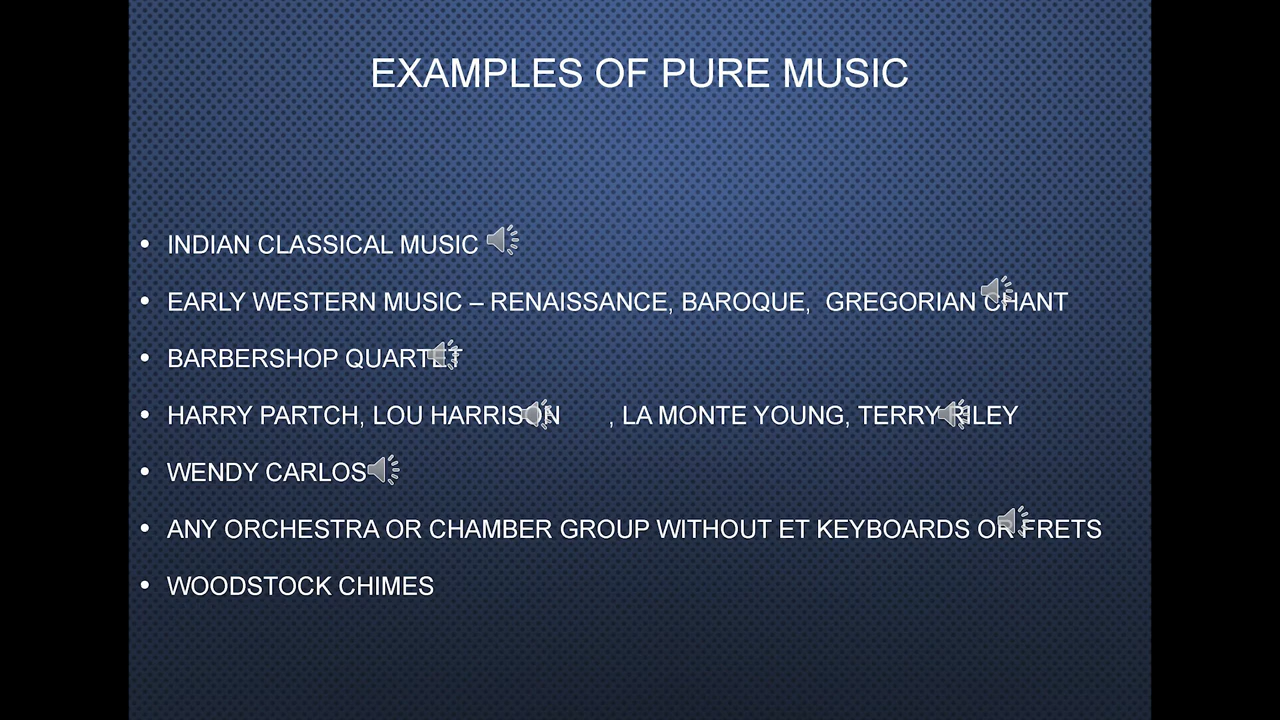 EXAMPLES OF PURE MUSIC
• INDIAN CLASSICAL MUSIC
• EARLY WESTERN MUSIC – RENAISSANCE, BAROQUE,  GREGORIAN CHANT
• BARBERSHOP QUARTET
• HARRY PARTCH, LOU HARRISON , LA MONTE YOUNG, TERRY RILEY
• WENDY CARLOS
• ANY ORCHESTRA OR CHAMBER GROUP WITHOUT ET KEYBOARDS OR FRETS
• WOODSTOCK CHIMES